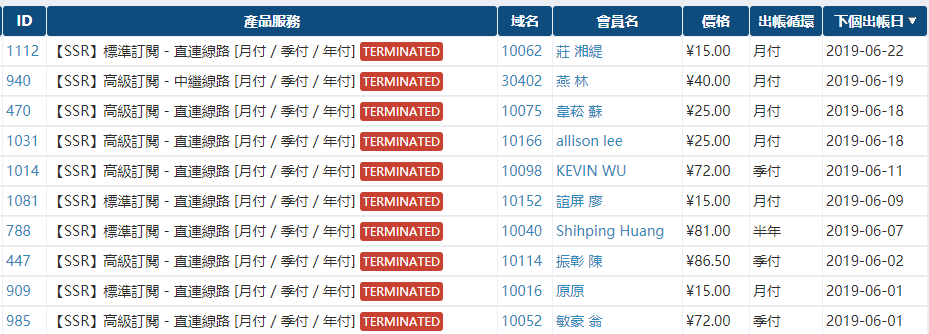 ID 產品服務 域名 會員名 價格 出帳循環 下個出帳日 ▼
1112 【SSR】標準訂閱 - 直連線路 [月付 / 季付 / 年付] TERMINATED 10062 莊 湘緹 ¥15.00 月付 2019-06-22
940 【SSR】高級訂閱 - 中繼線路 [月付 / 季付 / 年付] TERMINATED 30402 燕 林 ¥40.00 月付 2019-06-19
470 【SSR】高級訂閱 - 直連線路 [月付 / 季付 / 年付] TERMINATED 10075 韋菘 蘇 ¥25.00 月付 2019-06-18
1031 【SSR】高級訂閱 - 直連線路 [月付 / 季付 / 年付] TERMINATED 10166 allison lee ¥25.00 月付 2019-06-18
1014 【SSR】高級訂閱 - 直連線路 [月付 / 季付 / 年付] TERMINATED 10098 KEVIN WU ¥72.00 季付 2019-06-11
1081 【SSR】標準訂閱 - 直連線路 [月付 / 季付 / 年付] TERMINATED 10152 誼屏 廖 ¥15.00 月付 2019-06-09
788 【SSR】標準訂閱 - 直連線路 [月付 / 季付 / 年付] TERMINATED 10040 Shihping Huang ¥81.00 半年 2019-06-07
447 【SSR】高級訂閱 - 直連線路 [月付 / 季付 / 年付] TERMINATED 10114 振彰 陳 ¥86.50 季付 2019-06-02
909 【SSR】標準訂閱 - 直連線路 [月付 / 季付 / 年付] TERMINATED 10016 原原 ¥15.00 月付 2019-06-01
985 【SSR】高級訂閱 - 直連線路 [月付 / 季付 / 年付] TERMINATED 10052 敏豪 翁 ¥72.00 季付 2019-06-01